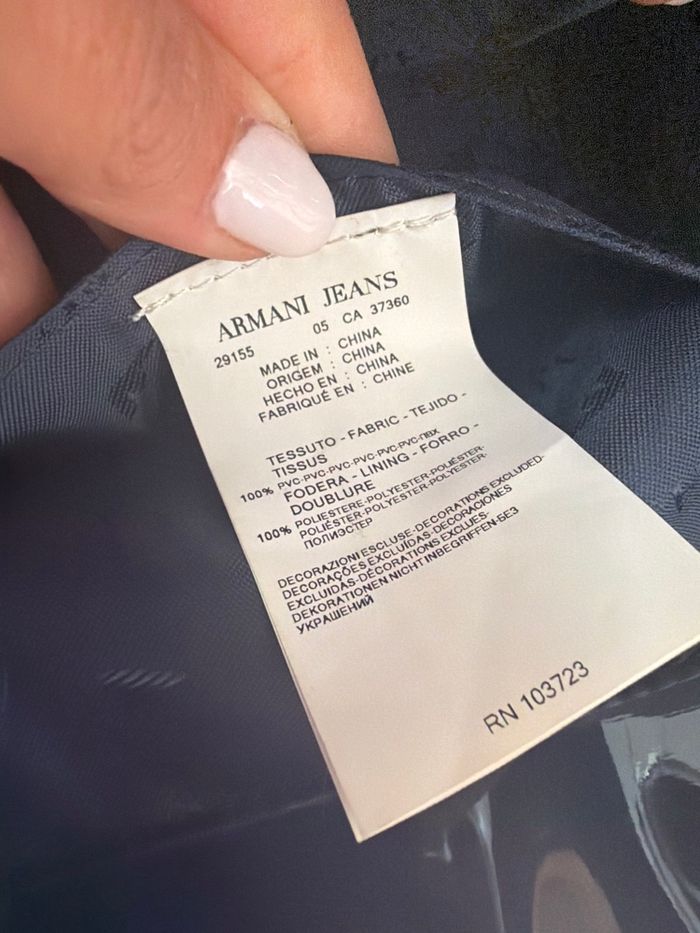 ARMANI JEANS
29155 05 CA 37360
MADE IN : CHINA
ORIGEM : CHINA
HECHO EN : CHINA
FABRIQUÉ EN : CHINE
TESSUTO - FABRIC - TEJIDO -
TISSUS
100% PVC-PVC-PVC-PVC-PVC-ПВХ
FODERA - LINING - FORRO -
DOUBLURE
100% POLIESTERE-POLYESTER-POLIÉSTER-
POLIÉSTER-POLYESTER-POLYESTER-
ПОЛИЭСТЕР
DECORAZIONI ESCLUSE-DECORATIONS EXCLUDED-
DECORAÇÕES EXCLUÍDAS-DECORACIONES
EXCLUIDAS-DÉCORATIONS EXCLUES-
DEKORATIONEN NICHT INBEGRIFFEN-БЕЗ
УКРАШЕНИЙ
RN 103723